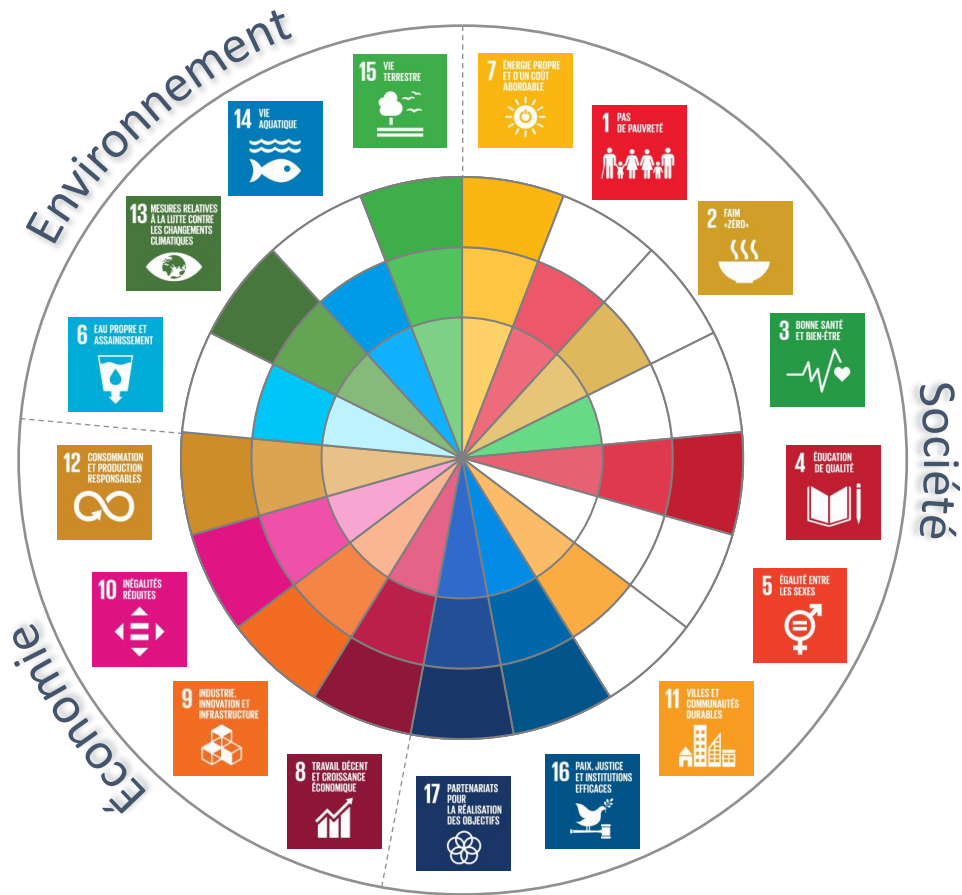 Environnement
15 VIE
TERRESTRE
7 ÉNERGIE PROPRE
ET D'UN COÛT
ABORDABLE
14 VIE
AQUATIQUE
1 PAS
DE PAUVRETÉ
13 MESURES RELATIVES
À LA LUTTE CONTRE
LES CHANGEMENTS
CLIMATIQUES
2 FAIM
«ZÉRO»
6 EAU PROPRE ET
ASSAINISSEMENT
3 BONNE SANTÉ
ET BIEN-ÊTRE
Société
12 CONSOMMATION
ET PRODUCTION
RESPONSABLES
4 ÉDUCATION
DE QUALITÉ
10 INÉGALITÉS
RÉDUITES
5 ÉGALITÉ ENTRE
LES SEXES
Économie
9 INDUSTRIE,
INNOVATION ET
INFRASTRUCTURE
11 VILLES ET
COMMUNAUTÉS
DURABLES
8 TRAVAIL DÉCENT
ET CROISSANCE
ÉCONOMIQUE
17 PARTENARIATS
POUR
LA RÉALISATION
DES OBJECTIFS
16 PAIX, JUSTICE
ET INSTITUTIONS
EFFICACES